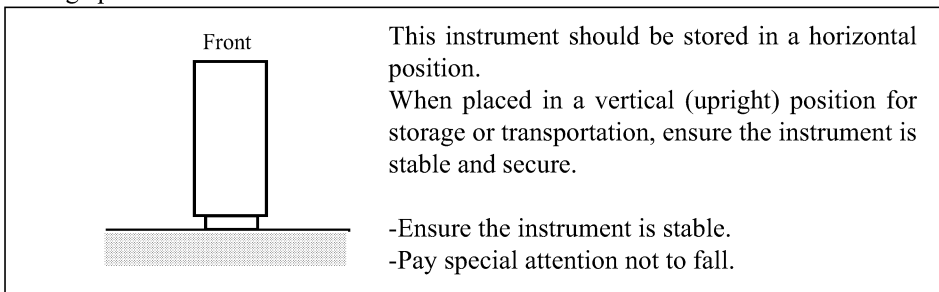 Front
This instrument should be stored in a horizontal
position.
When placed in a vertical (upright) position for
storage or transportation, ensure the instrument is
stable and secure.
-Ensure the instrument is stable.
-Pay special attention not to fall.